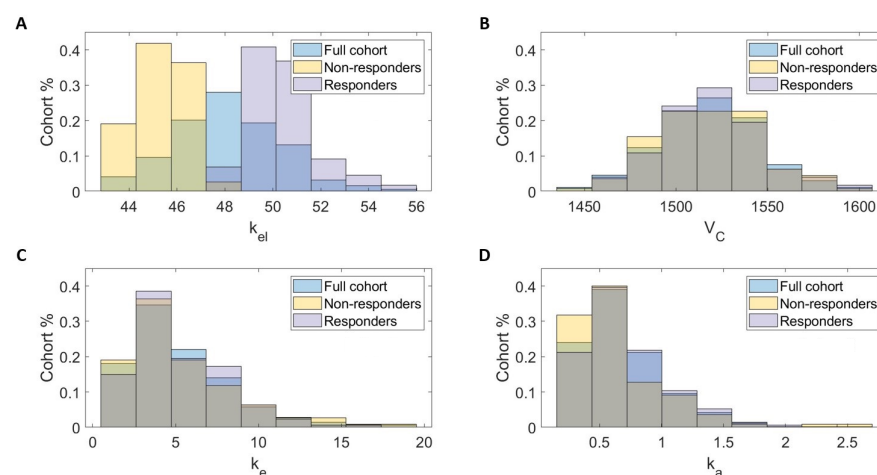 A
Cohort %
0.4
0.3
0.2
0.1
0
44 46 48 50 52 54 56
k_el
Full cohort
Non-responders
Responders
B
Cohort %
0.4
0.3
0.2
0.1
0
1450 1500 1550 1600
V_C
Full cohort
Non-responders
Responders
C
Cohort %
0.4
0.3
0.2
0.1
0
0 5 10 15 20
k_e
Full cohort
Non-responders
Responders
D
Cohort %
0.4
0.3
0.2
0.1
0
0.5 1 1.5 2 2.5
k_a
Full cohort
Non-responders
Responders